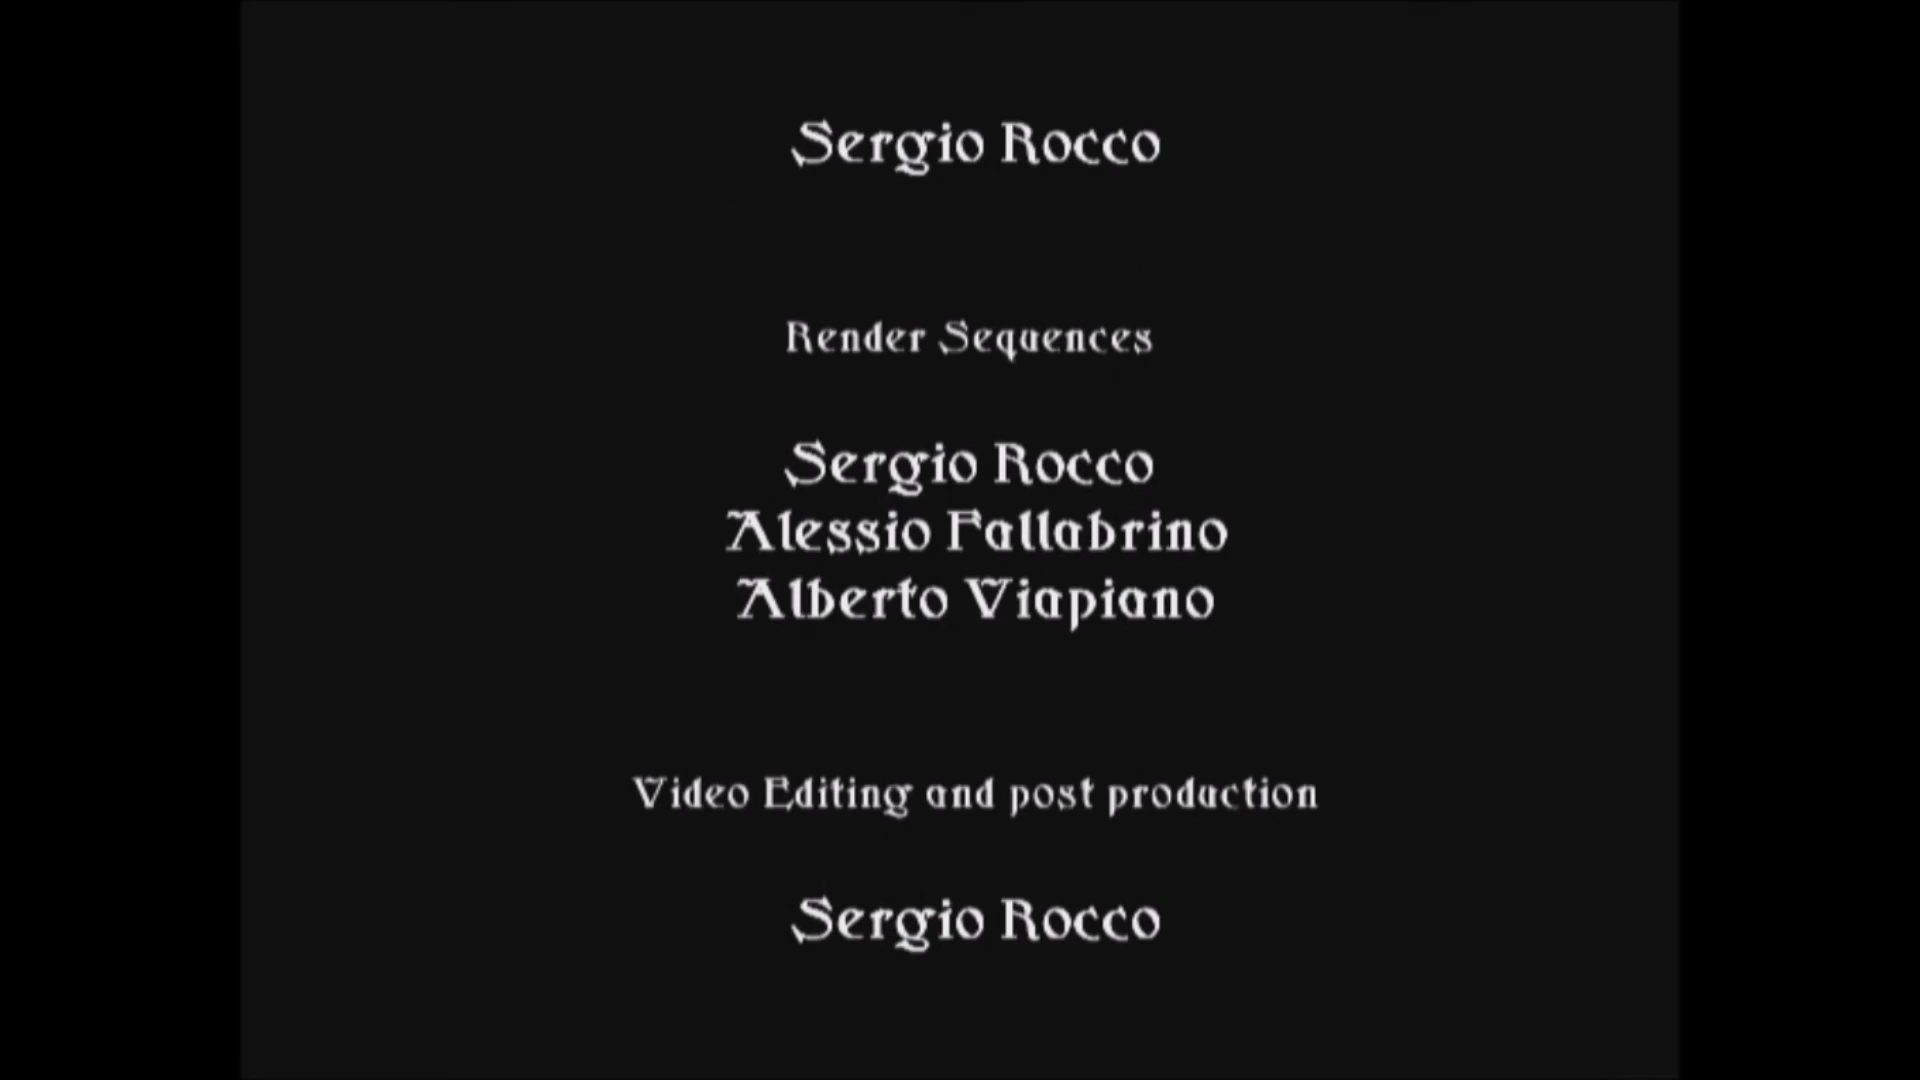 Sergio Rocco
Render Sequences
Sergio Rocco
Alessio Fallabrino
Alberto Viapiano
Video Editing and post production
Sergio Rocco